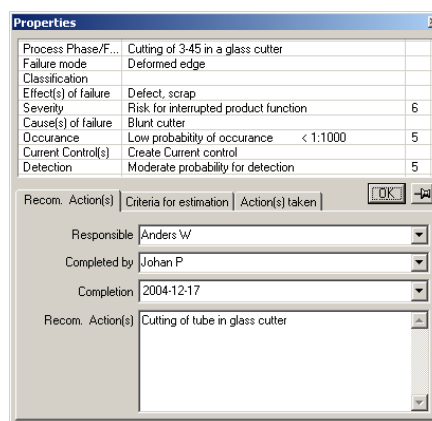 Properties
Process Phase/F... Cutting of 3-45 in a glass cutter
Failure mode Deformed edge
Classification
Effect(s) of failure Defect, scrap
Severity Risk for interrupted product function 6
Cause(s) of failure Blunt cutter
Occurance Low probability of occurance < 1:1000 5
Current Control(s) Create Current control
Detection Moderate probability for detection 5
OK
Recom. Action(s) Criteria for estimation Action(s) taken
Responsible Anders W
Completed by Johan P
Completion 2004-12-17
Recom. Action(s) Cutting of tube in glass cutter